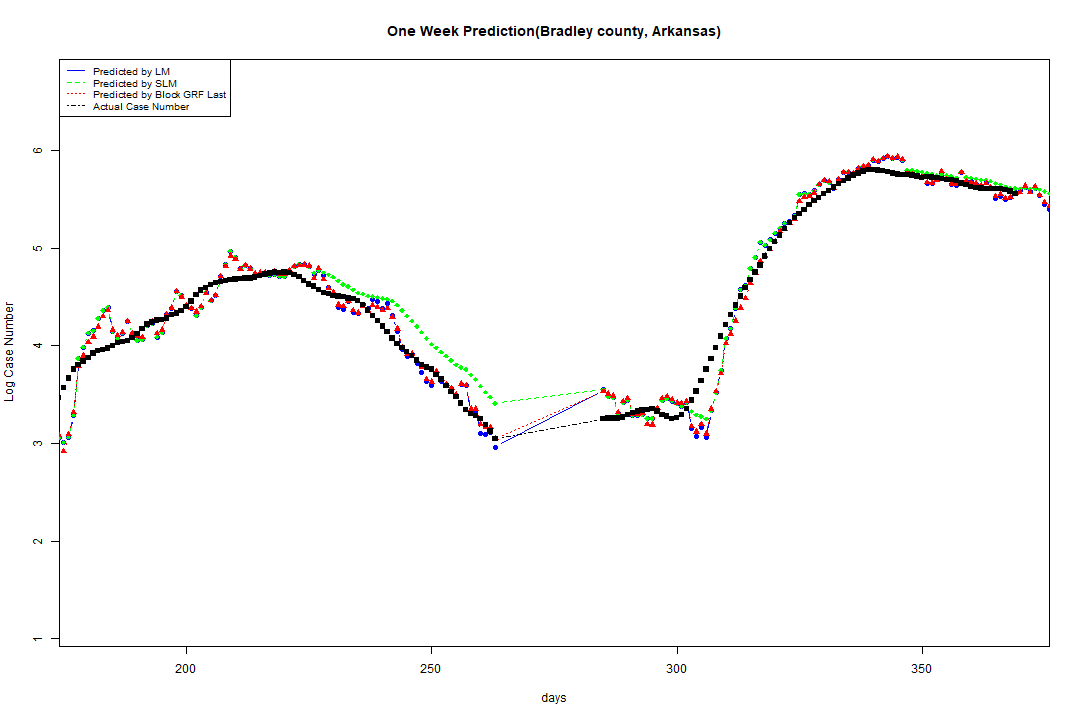 One Week Prediction(Bradley county, Arkansas)
Predicted by LM
Predicted by SLM
Predicted by Block GRF Last
Actual Case Number
Log Case Number
6
5
4
3
2
1
200
250
300
350
days